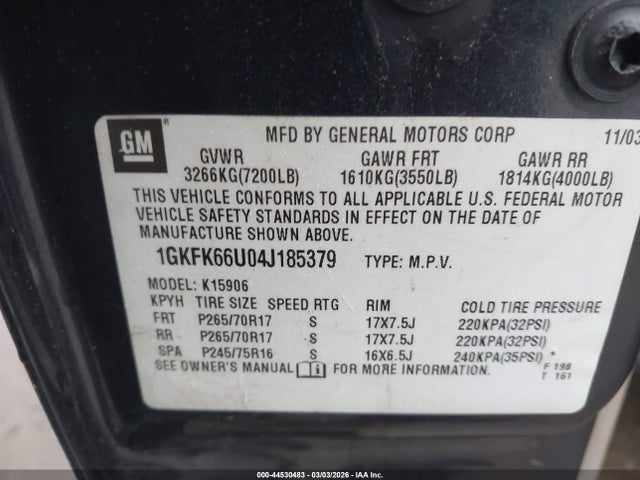 GM
MFD BY GENERAL MOTORS CORP 11/03
GVWR GAWR FRT GAWR RR
3266KG(7200LB) 1610KG(3550LB) 1814KG(4000LB)
THIS VEHICLE CONFORMS TO ALL APPLICABLE U.S. FEDERAL MOTOR
VEHICLE SAFETY STANDARDS IN EFFECT ON THE DATE OF
MANUFACTURE SHOWN ABOVE.
1GKFK66U04J185379 TYPE: M.P.V.
MODEL: K15906
KPYH TIRE SIZE SPEED RTG RIM COLD TIRE PRESSURE
FRT P265/70R17 S 17X7.5J 220KPA(32PSI)
RR P265/70R17 S 17X7.5J 220KPA(32PSI)
SPA P245/75R16 S 16X6.5J 240KPA(35PSI) *
SEE OWNER'S MANUAL FOR MORE INFORMATION. F 198
T 161
000-44530483 - 03/03/2026 - IAA Inc.